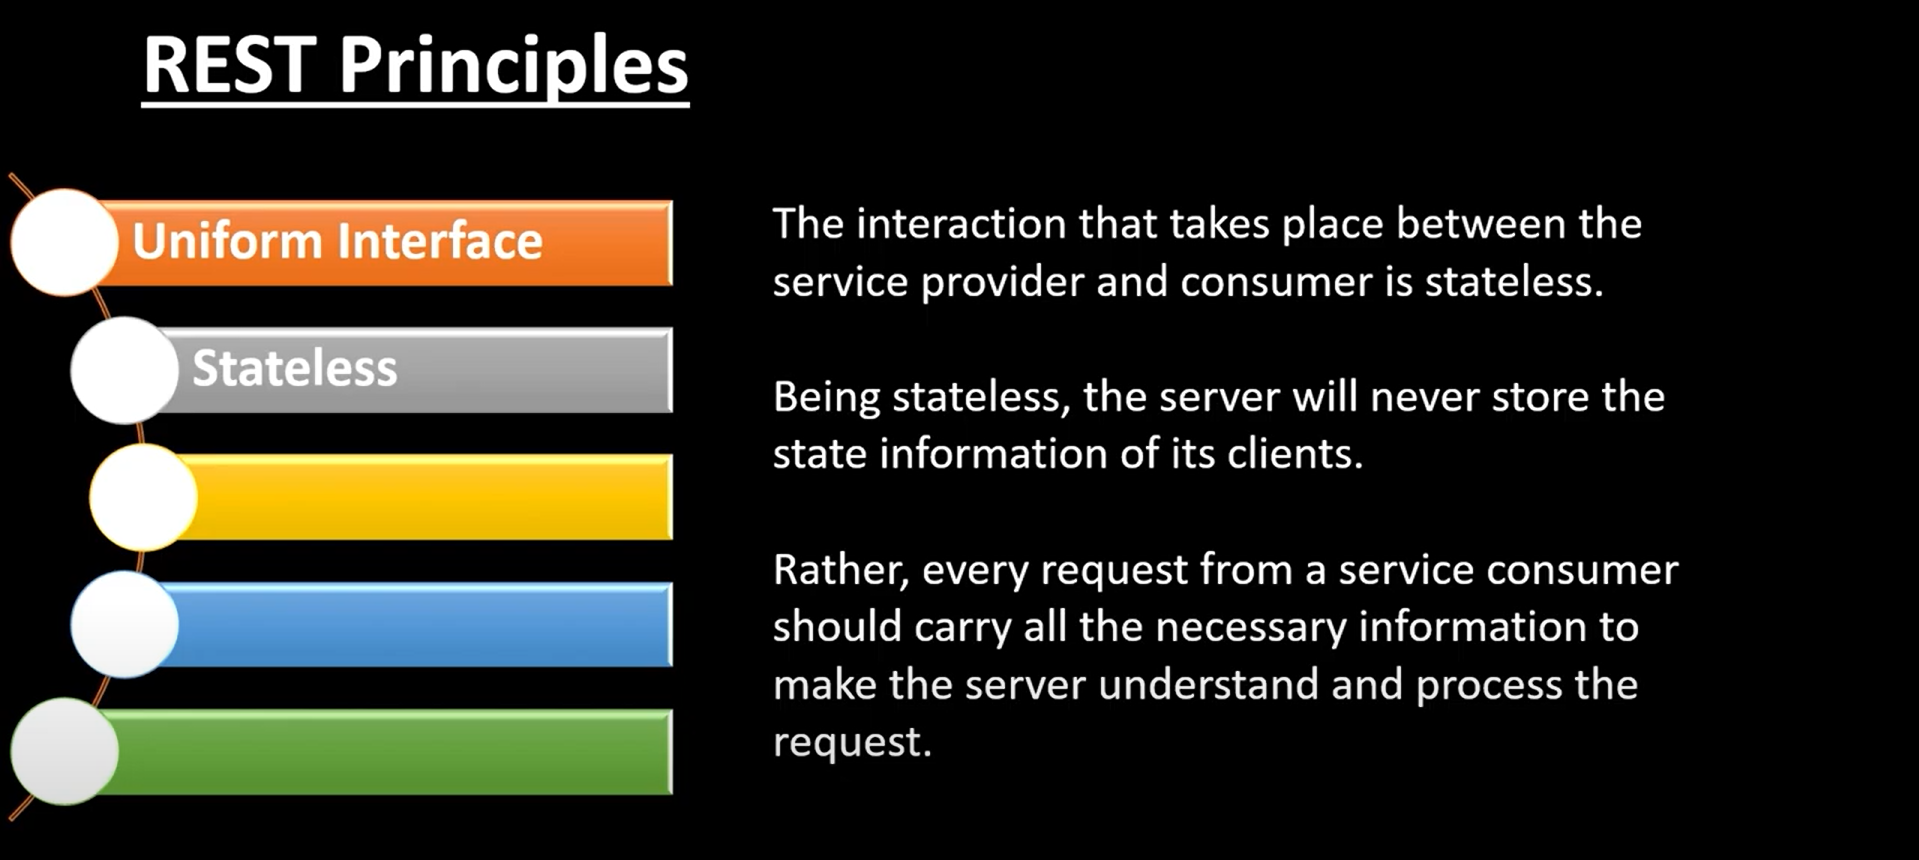 REST Principles
Uniform Interface
Stateless
The interaction that takes place between the
service provider and consumer is stateless.
Being stateless, the server will never store the
state information of its clients.
Rather, every request from a service consumer
should carry all the necessary information to
make the server understand and process the
request.